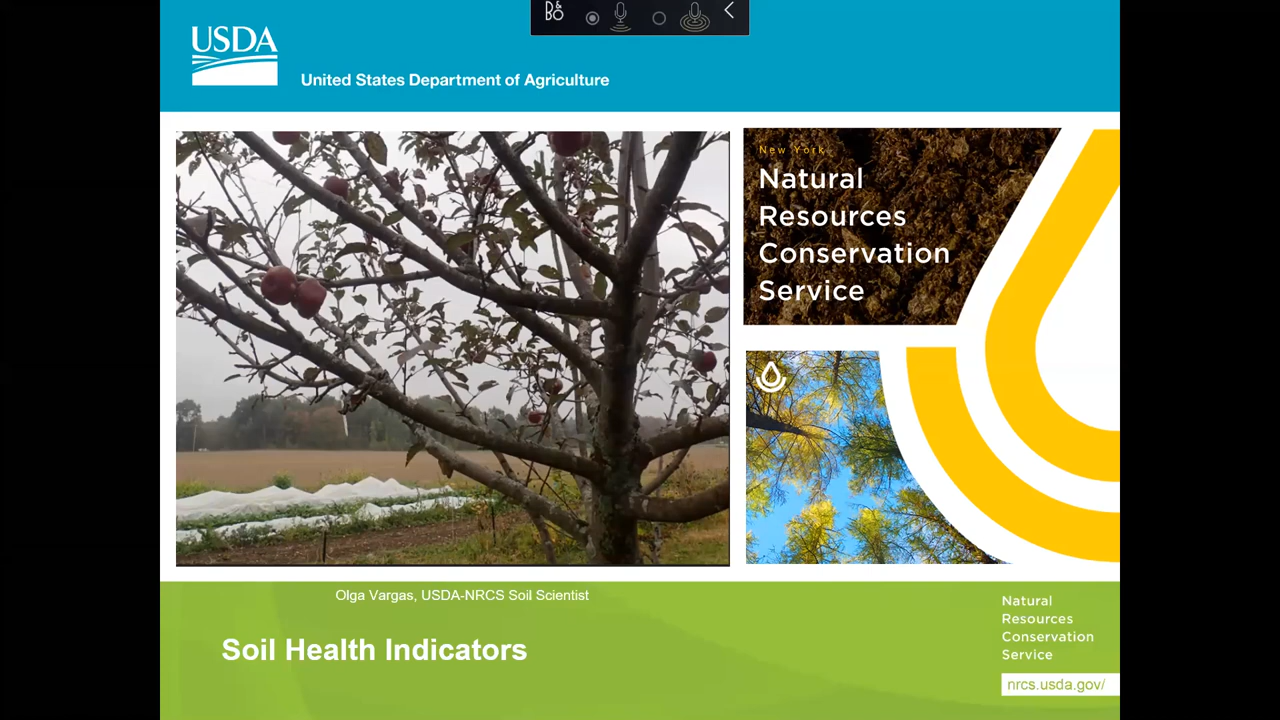 B&O
USDA
United States Department of Agriculture
New York
Natural
Resources
Conservation
Service
Olga Vargas, USDA-NRCS Soil Scientist
Soil Health Indicators
Natural
Resources
Conservation
Service
nrcs.usda.gov/